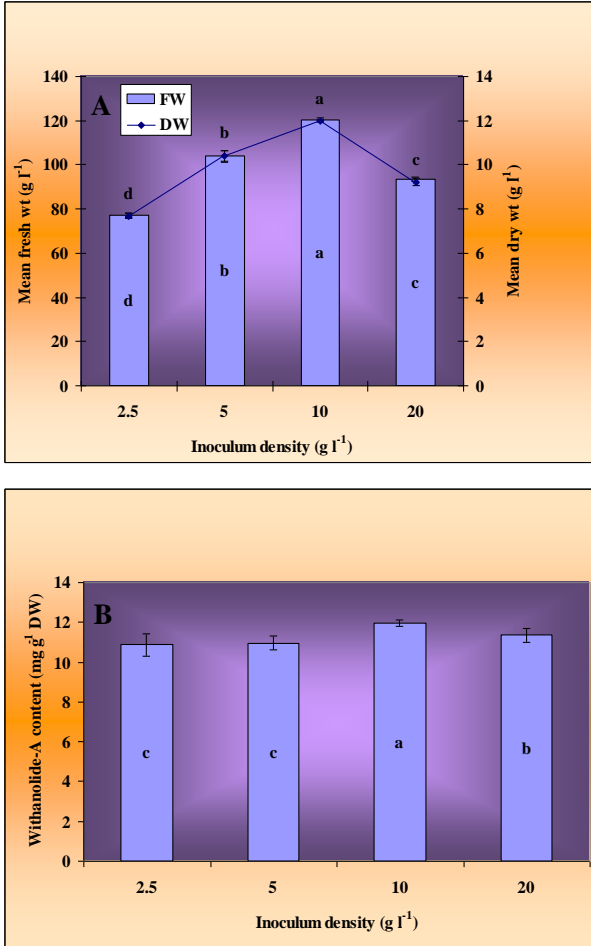 A
FW
DW
140
120
100
80
60
40
20
0
Mean fresh wt (g l-1)
14
12
10
8
6
4
2
0
Mean dry wt (g l1)
d
b
a
c
d
b
a
c
2.5 5 10 20
Inoculum density (g l-1)
B
14
12
10
8
6
4
2
0
Withanolide-A content (mg g1 DW)
c c a b
2.5 5 10 20
Inoculum density (g l-1)